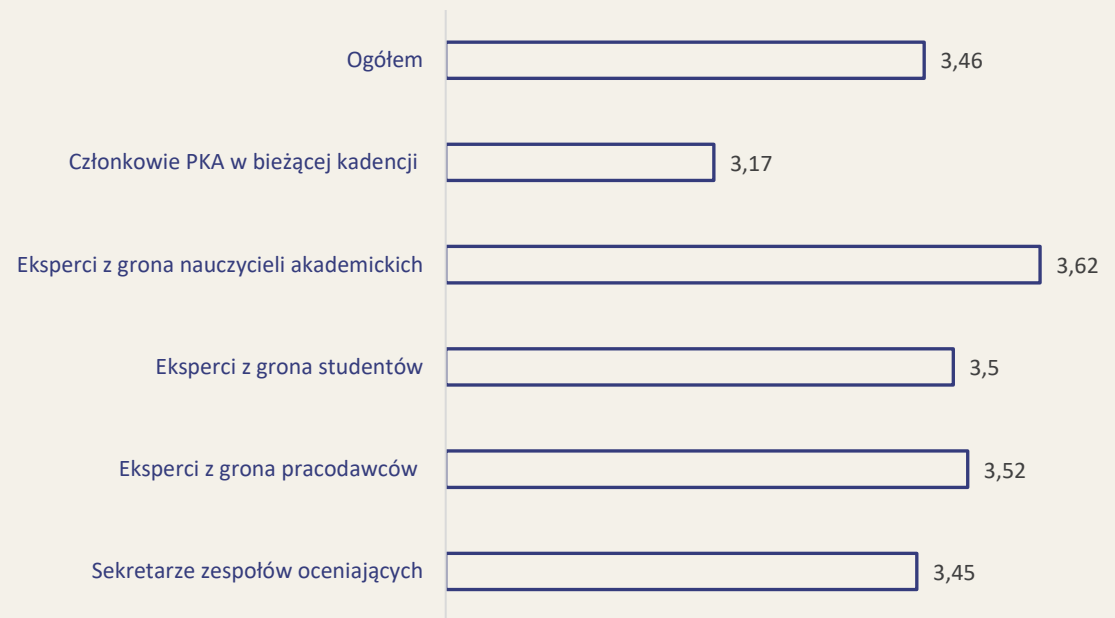 Ogółem 3,46
Członkowie PKA w bieżącej kadencji 3,17
Eksperci z grona nauczycieli akademickich 3,62
Eksperci z grona studentów 3,5
Eksperci z grona pracodawców 3,52
Sekretarze zespołów oceniających 3,45